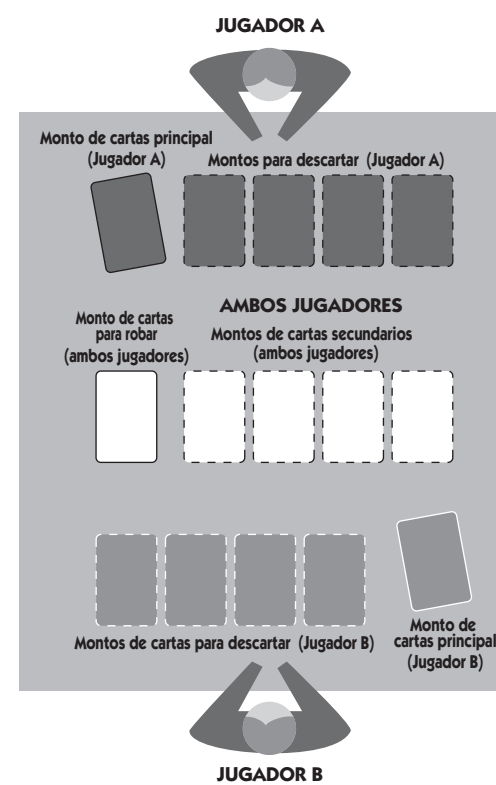 JUGADOR A
Monto de cartas principal
(Jugador A)
Montos para descartar (Jugador A)
AMBOS JUGADORES
Monto de cartas
para robar
(ambos jugadores)
Montos de cartas secundarios
(ambos jugadores)
Montos de cartas para descartar (Jugador B)
Monto de
cartas principal
(Jugador B)
JUGADOR B